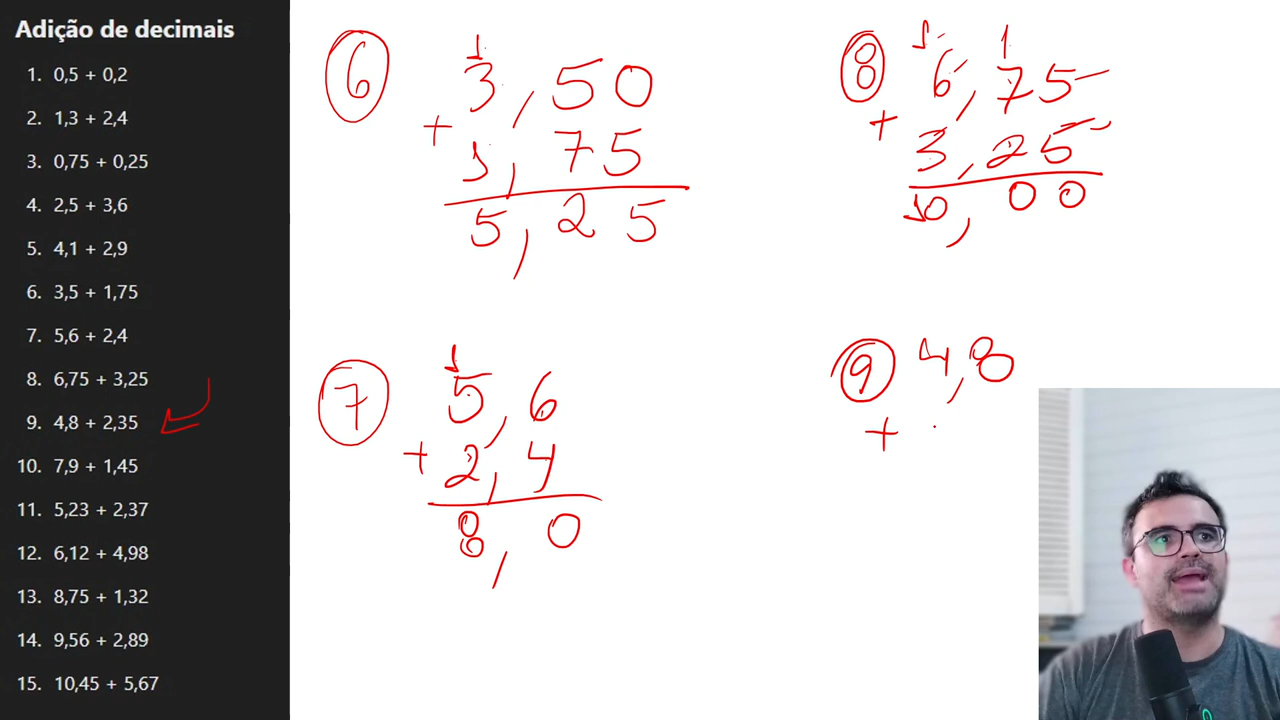 Adição de decimais
1. 0,5 + 0,2
2. 1,3 + 2,4
3. 0,75 + 0,25
4. 2,5 + 3,6
5. 4,1 + 2,9
6. 3,5 + 1,75
7. 5,6 + 2,4
8. 6,75 + 3,25
9. 4,8 + 2,35
10. 7,9 + 1,45
11. 5,23 + 2,37
12. 6,12 + 4,98
13. 8,75 + 1,32
14. 9,56 + 2,89
15. 10,45 + 5,67
6
1
3,50
+ 1,75
5,25
8
1 1
6,75
+ 3,25
10,00
7
1
5,6
+ 2,4
8,0
9 4,8
+